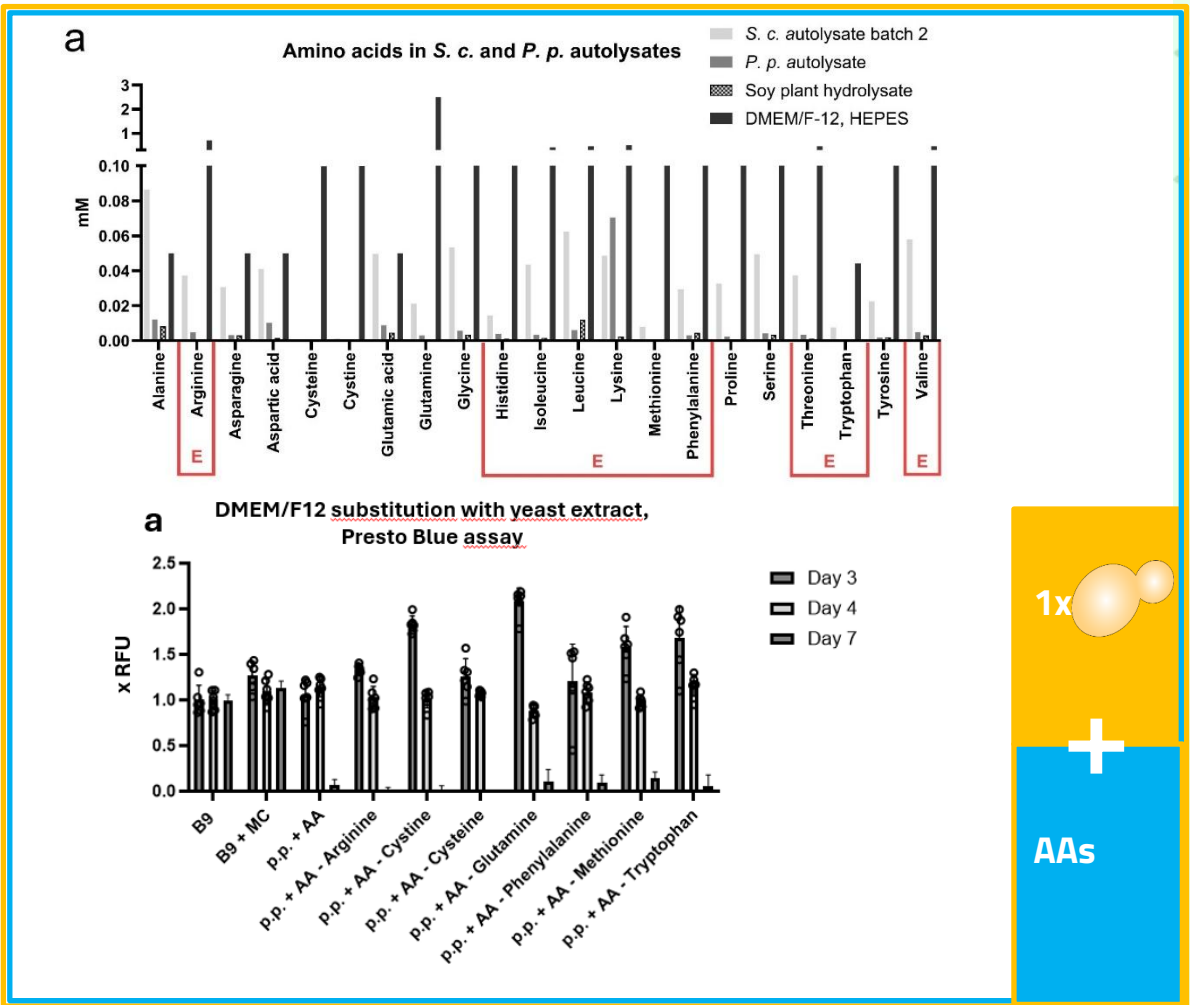 a
Amino acids in S. c. and P. p. autolysates
S. c. autolysate batch 2
P. p. autolysate
Soy plant hydrolysate
DMEM/F-12, HEPES
mM
3
2
1
0.10
0.08
0.06
0.04
0.02
0.00
Alanine
Arginine
Asparagine
Aspartic acid
Cysteine
Cystine
Glutamic acid
Glutamine
Glycine
Histidine
Isoleucine
Leucine
Lysine
Methionine
Phenylalanine
Proline
Serine
Threonine
Tryptophan
Tyrosine
Valine
E
E
E
E
a
DMEM/F12 substitution with yeast extract,
Presto Blue assay
Day 3
Day 4
Day 7
x RFU
2.5
2.0
1.5
1.0
0.5
0.0
B9
B9 + MC
p.p. + AA
p.p. + AA - Arginine
p.p. + AA - Cystine
p.p. + AA - Cysteine
p.p. + AA - Glutamine
p.p. + AA - Phenylalanine
p.p. + AA - Methionine
p.p. + AA - Tryptophan
1x
+
AAs